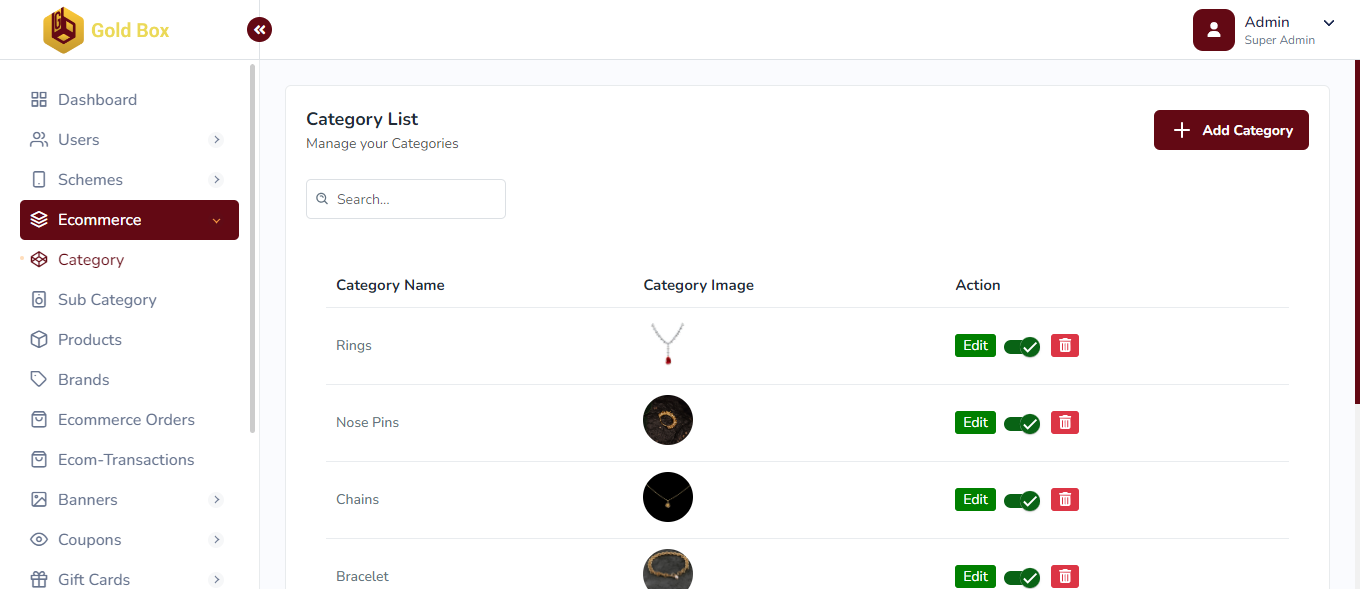 Gold Box
Admin
Super Admin
Dashboard
Users
Schemes
Ecommerce
Category
Sub Category
Products
Brands
Ecommerce Orders
Ecom-Transactions
Banners
Coupons
Gift Cards
Category List
Manage your Categories
Add Category
Search...
Category Name Category Image Action
Rings Edit
Nose Pins Edit
Chains Edit
Bracelet Edit